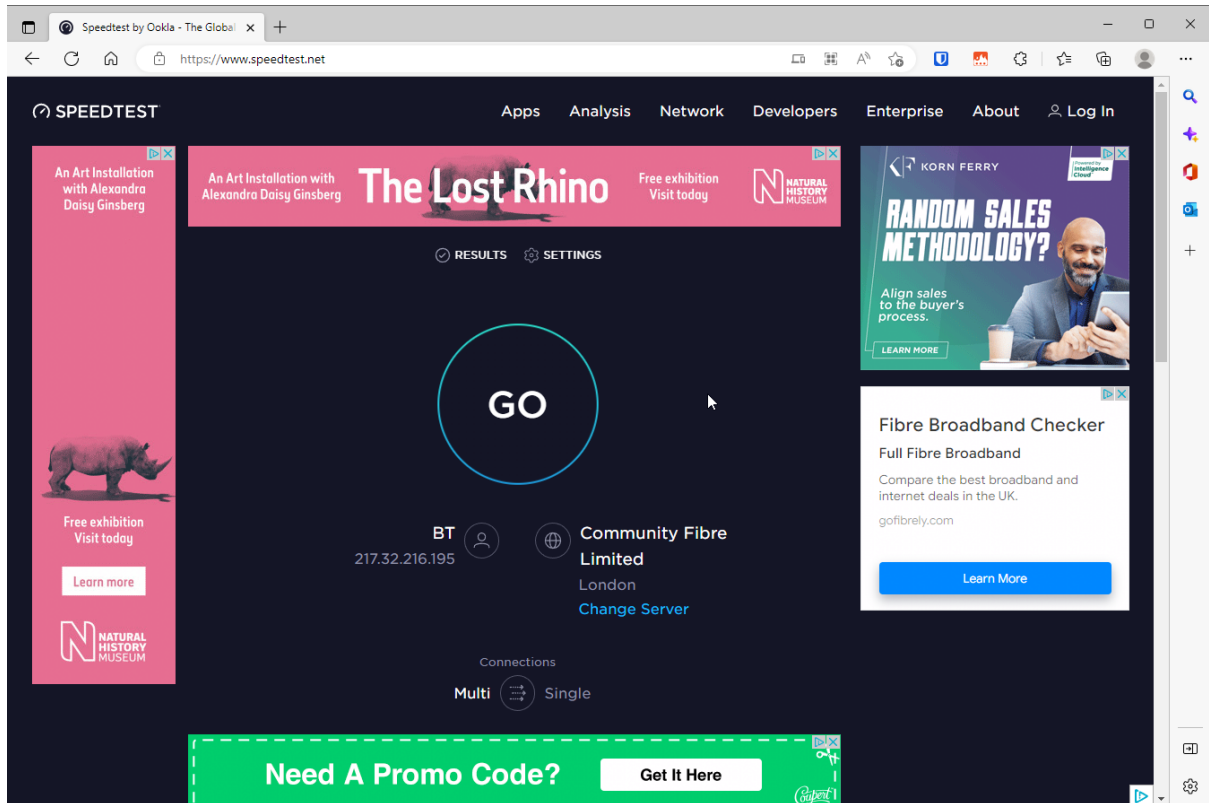 Speedtest by Ookla - The Global
https://www.speedtest.net
SPEEDTEST
Apps Analysis Network Developers Enterprise About Log In
An Art Installation
with Alexandra
Daisy Ginsberg
Free exhibition
Visit today
Learn more
NATURAL
HISTORY
MUSEUM
An Art Installation with
Alexandra Daisy Ginsberg
The Lost Rhino
Free exhibition
Visit today
NATURAL
HISTORY
MUSEUM
RESULTS SETTINGS
GO
BT
217.32.216.195
Community Fibre
Limited
London
Change Server
Connections
Multi Single
KORN FERRY
Powered by
Intelligence
Cloud
RANDOM SALES
METHODOLOGY?
Align sales
to the buyer's
process.
LEARN MORE
Fibre Broadband Checker
Full Fibre Broadband
Compare the best broadband and
internet deals in the UK.
gofibrely.com
Learn More
Need A Promo Code?
Get It Here
Coupert